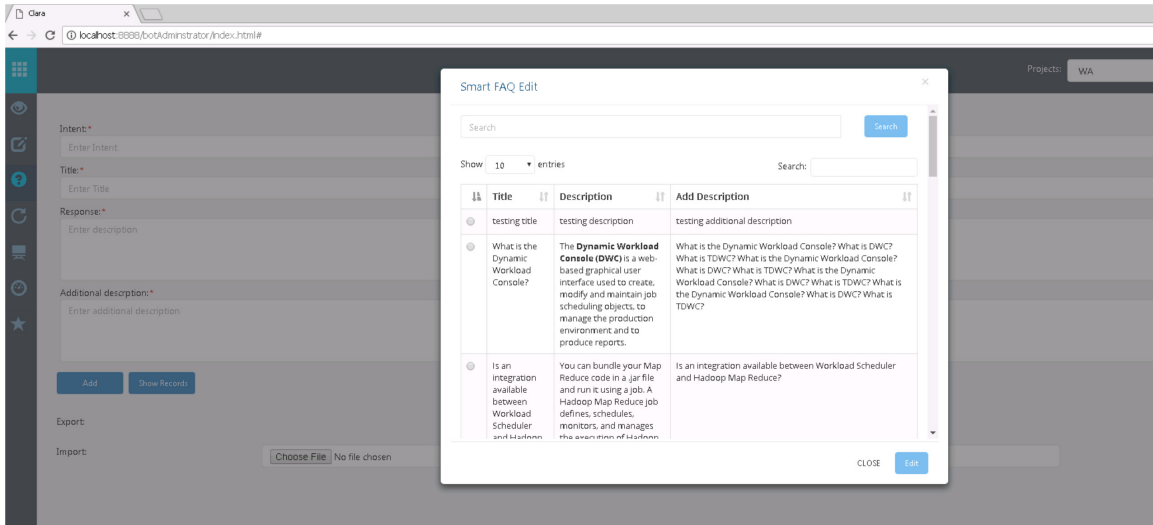 Clara
localhost:8888/botAdminstrator/index.html#
Projects:
WA
Intent:*
Enter Intent
Title:*
Enter Title
Response:*
Enter description
Additional descrption:*
Enter additional description
Add
Show Records
Export:
Import:
Choose File No file chosen
Smart FAQ Edit
×
Search
Search
Show 10 entries
Search:
Title Description Add Description
testing title
testing description
testing additional description
What is the
Dynamic
Workload
Console?
The Dynamic Workload
Console (DWC) is a web-
based graphical user
interface used to create,
modify and maintain job
scheduling objects, to
manage the production
environment and to
produce reports.
What is the Dynamic Workload Console? What is DWC?
What is TDWC? What is the Dynamic Workload Console?
What is DWC? What is TDWC? What is the Dynamic
Workload Console? What is DWC? What is TDWC? What is
the Dynamic Workload Console? What is DWC? What is
TDWC?
Is an
integration
available
between
Workload
Scheduler
and Hadoop
You can bundle your Map
Reduce code in a .jar file
and run it using a job. A
Hadoop Map Reduce job
defines, schedules,
monitors, and manages
the execution of Hadoop
Is an integration available between Workload Scheduler
and Hadoop Map Reduce?
CLOSE
Edit